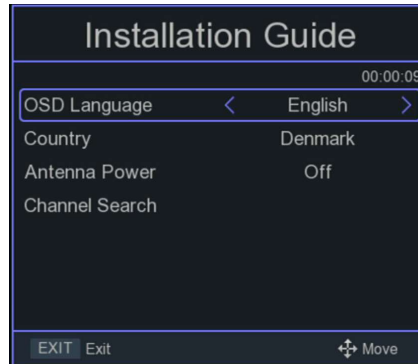 Installation Guide
00:00:09
OSD Language < English >
Country Denmark
Antenna Power Off
Channel Search
EXIT Exit Move